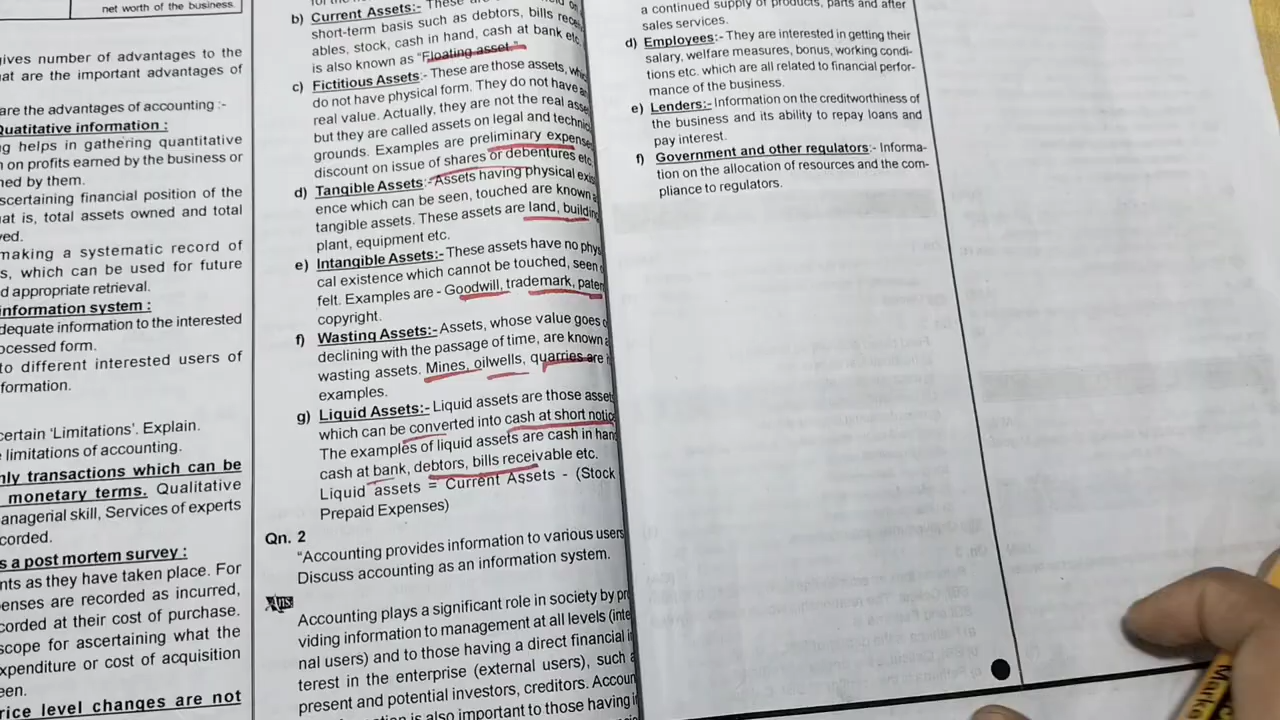 net worth of the business.
gives number of advantages to the
at are the important advantages of
are the advantages of accounting :-
Quatitative information :
helps in gathering quantitative
on profits earned by the business or
by them.
scertaining financial position of the
is, total assets owned and total
making a systematic record of
which can be used for future
appropriate retrieval.
information system :
dequate information to the interested
ocessed form.
to different interested users of
formation.
certain ‘Limitations’. Explain.
limitations of accounting.
nly transactions which can be
monetary terms. Qualitative
anagerial skill, Services of experts
corded.
s a post mortem survey :
nts as they have taken place. For
penses are recorded as incurred,
corded at their cost of purchase.
scope for ascertaining what the
xpenditure or cost of acquisition
een.
rice level changes are not
b) Current Assets:- These are
short-term basis such as debtors, bills rece
ables, stock, cash in hand, cash at bank etc.
is also known as “Floating asset.”
c) Fictitious Assets:- These are those assets, whi
do not have physical form. They do not have a
real value. Actually, they are not the real asse
but they are called assets on legal and technic
grounds. Examples are preliminary expense
discount on issue of shares or debentures etc.
d) Tangible Assets:- Assets having physical exis
ence which can be seen, touched are known a
tangible assets. These assets are land, building
plant, equipment etc.
e) Intangible Assets:- These assets have no phys
cal existence which cannot be touched, seen o
felt. Examples are - Goodwill, trademark, paten
copyright.
f) Wasting Assets:- Assets, whose value goes o
declining with the passage of time, are known a
wasting assets. Mines, oilwells, quarries are it
examples.
g) Liquid Assets:- Liquid assets are those asset
which can be converted into cash at short notic
The examples of liquid assets are cash in han
cash at bank, debtors, bills receivable etc.
Liquid assets = Current Assets - (Stock
Prepaid Expenses)
Qn. 2
“Accounting provides information to various users
Discuss accounting as an information system.
Ans
Accounting plays a significant role in society by pro
viding information to management at all levels (inte
nal users) and to those having a direct financial in
terest in the enterprise (external users), such a
present and potential investors, creditors. Accoun
is also important to those having in
a continued supply of products, parts and after
sales services.
d) Employees:- They are interested in getting their
salary, welfare measures, bonus, working condi-
tions etc. which are all related to financial perfor-
mance of the business.
e) Lenders:- Information on the creditworthiness of
the business and its ability to repay loans and
pay interest.
f) Government and other regulators:- Informa-
tion on the allocation of resources and the com-
pliance to regulators.